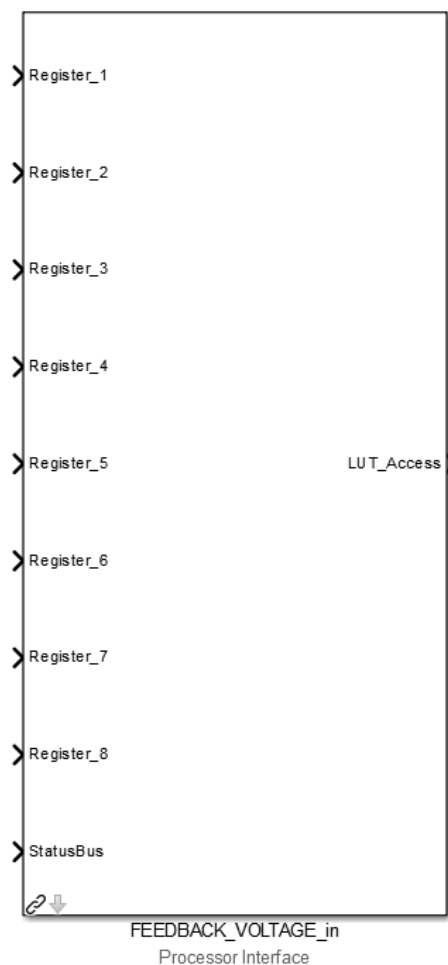 Register_1
Register_2
Register_3
Register_4
Register_5
LUT_Access
Register_6
Register_7
Register_8
StatusBus
FEEDBACK_VOLTAGE_in
Processor Interface